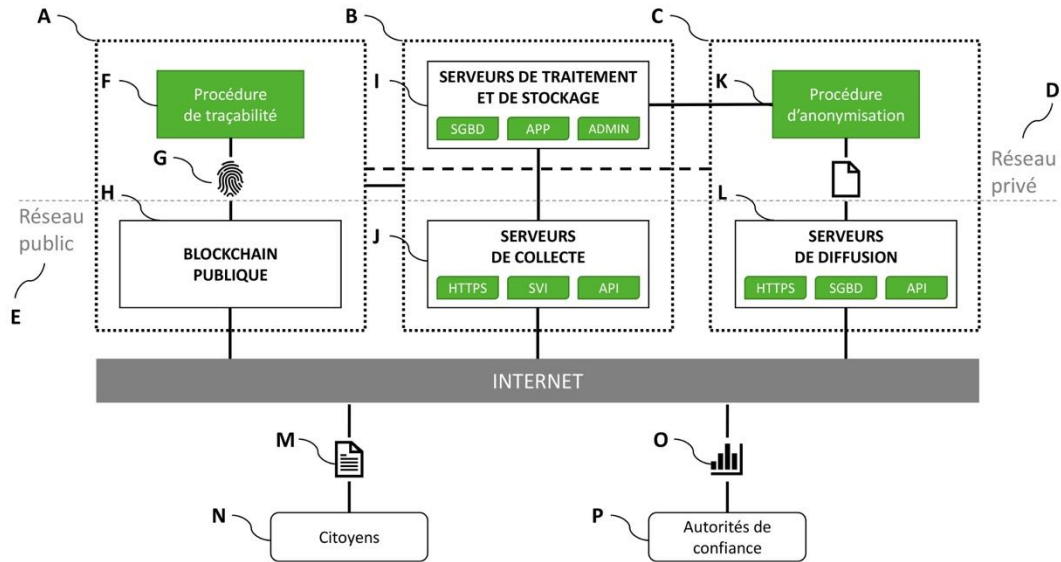 A
B
C
D
E
F
Procédure
de traçabilité
G
H
BLOCKCHAIN
PUBLIQUE
I
SERVEURS DE TRAITEMENT
ET DE STOCKAGE
SGBD APP ADMIN
J
SERVEURS
DE COLLECTE
HTTPS SVI API
K
Procédure
d'anonymisation
L
SERVEURS
DE DIFFUSION
HTTPS SGBD API
Réseau
privé
Réseau
public
INTERNET
M
N
Citoyens
O
P
Autorités de
confiance